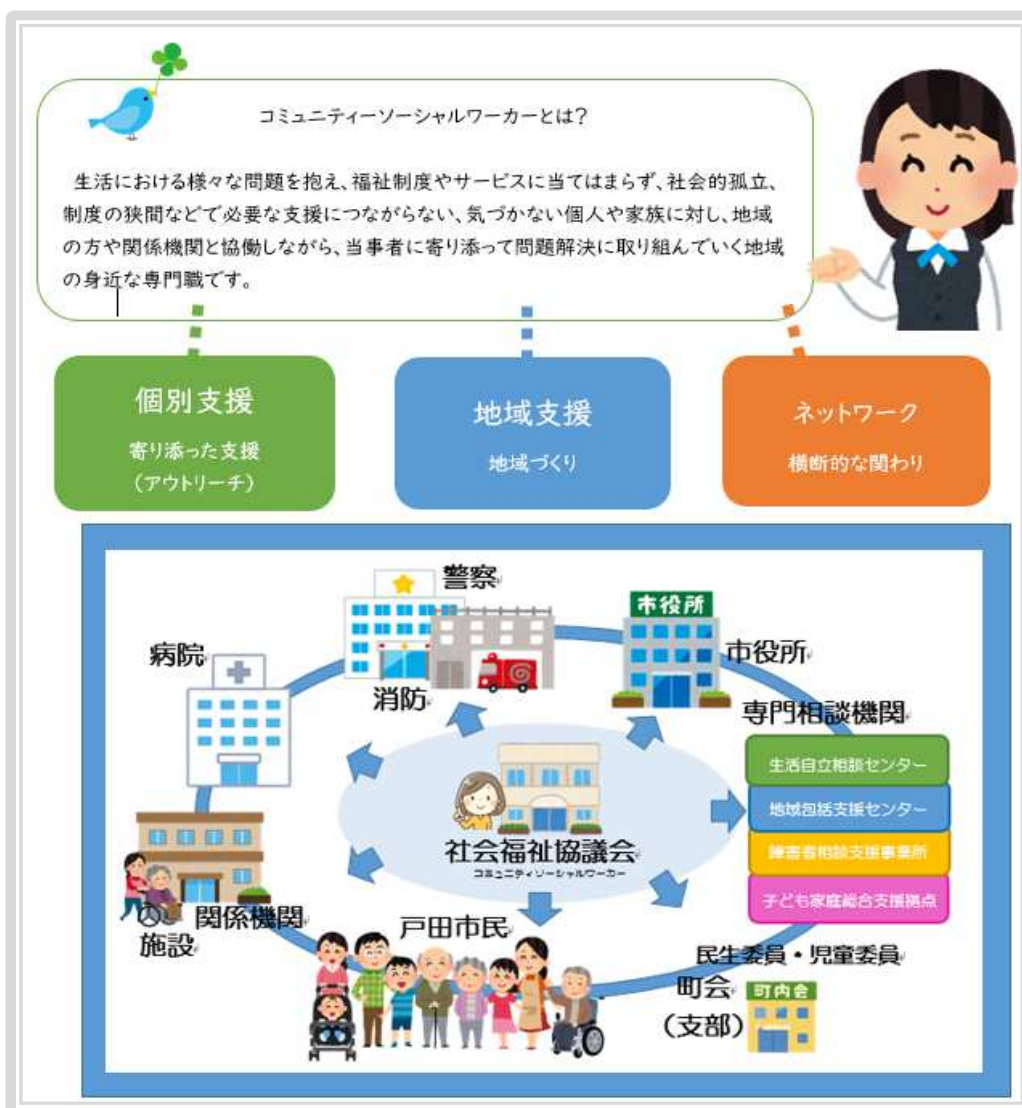 コミュニティーソーシャルワーカーとは?
生活における様々な問題を抱え、福祉制度やサービスに当てはまらず、社会的孤立、
制度の狭間などで必要な支援につながらない、気づかない個人や家族に対し、地域
の方や関係機関と協働しながら、当事者に寄り添って問題解決に取り組んでいく地域
の身近な専門職です。
個別支援
寄り添った支援
(アウトリーチ)
地域支援
地域づくり
ネットワーク
横断的な関わり
警察
市役所
病院
市役所
消防
専門相談機関
生活自立相談センター
地域包括支援センター
障害者相談支援事業所
子ども家庭総合支援拠点
社会福祉協議会
コミュニティソーシャルワーカー
関係機関
施設
戸田市民
民生委員・児童委員
町会
(支部)
町内会